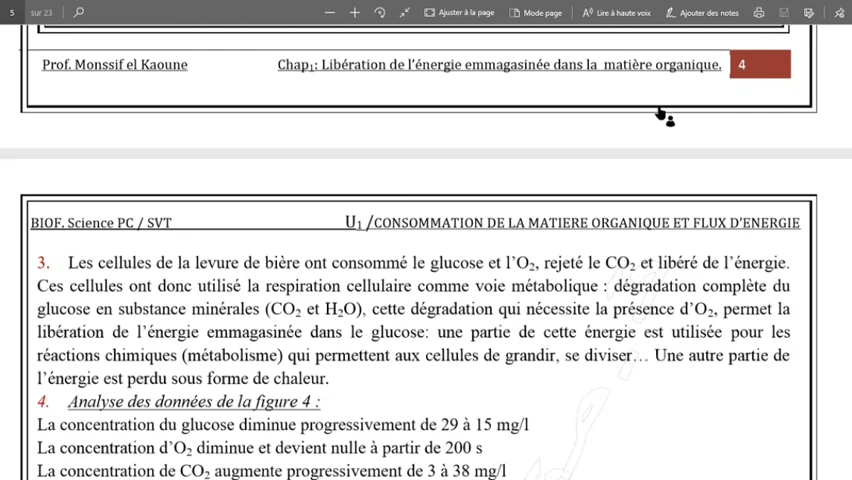 5 sur 23 Ajuster à la page Mode page Lire à haute voix Ajouter des notes
Prof. Monssif el Kaoune Chap1: Libération de l'énergie emmagasinée dans la matière organique. 4
BIOF. Science PC / SVT U1 /CONSOMMATION DE LA MATIERE ORGANIQUE ET FLUX D'ENERGIE
3. Les cellules de la levure de bière ont consommé le glucose et l'O2, rejeté le CO2 et libéré de l'énergie.
Ces cellules ont donc utilisé la respiration cellulaire comme voie métabolique : dégradation complète du
glucose en substance minérales (CO2 et H2O), cette dégradation qui nécessite la présence d'O2, permet la
libération de l'énergie emmagasinée dans le glucose: une partie de cette énergie est utilisée pour les
réactions chimiques (métabolisme) qui permettent aux cellules de grandir, se diviser… Une autre partie de
l'énergie est perdu sous forme de chaleur.
4. Analyse des données de la figure 4 :
La concentration du glucose diminue progressivement de 29 à 15 mg/l
La concentration d'O2 diminue et devient nulle à partir de 200 s
La concentration de CO2 augmente progressivement de 3 à 38 mg/l